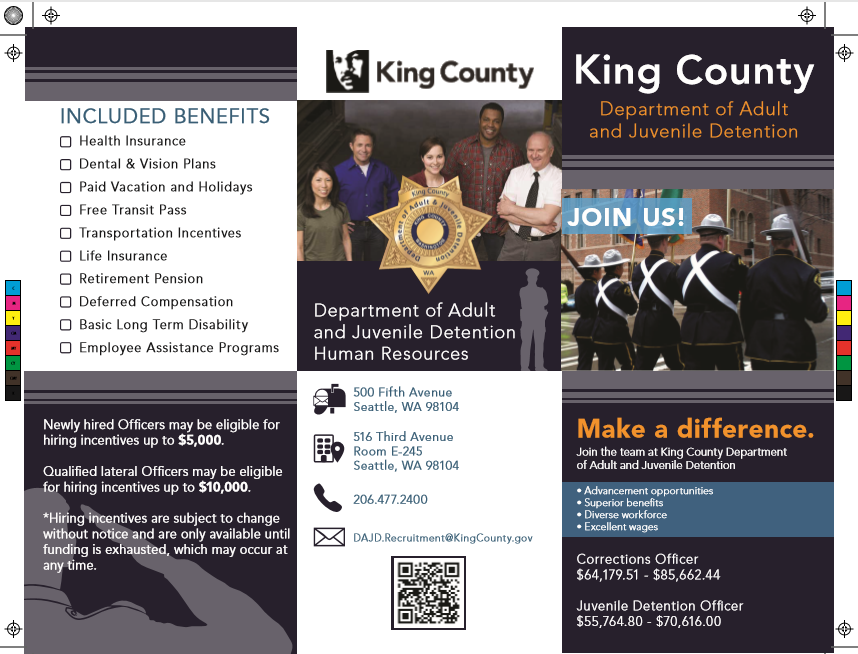 INCLUDED BENEFITS
Health Insurance
Dental & Vision Plans
Paid Vacation and Holidays
Free Transit Pass
Transportation Incentives
Life Insurance
Retirement Pension
Deferred Compensation
Basic Long Term Disability
Employee Assistance Programs
Newly hired Officers may be eligible for
hiring incentives up to $5,000.
Qualified lateral Officers may be eligible
for hiring incentives up to $10,000.
*Hiring incentives are subject to change
without notice and are only available until
funding is exhausted, which may occur at
any time.
King County
King County
Department of Adult & Juvenile Detention
WA
Department of Adult
and Juvenile Detention
Human Resources
500 Fifth Avenue
Seattle, WA 98104
516 Third Avenue
Room E-245
Seattle, WA 98104
206.477.2400
DAJD.Recruitment@KingCounty.gov
King County
Department of Adult
and Juvenile Detention
JOIN US!
Make a difference.
Join the team at King County Department
of Adult and Juvenile Detention
• Advancement opportunities
• Superior benefits
• Diverse workforce
• Excellent wages
Corrections Officer
$64,179.51 - $85,662.44
Juvenile Detention Officer
$55,764.80 - $70,616.00